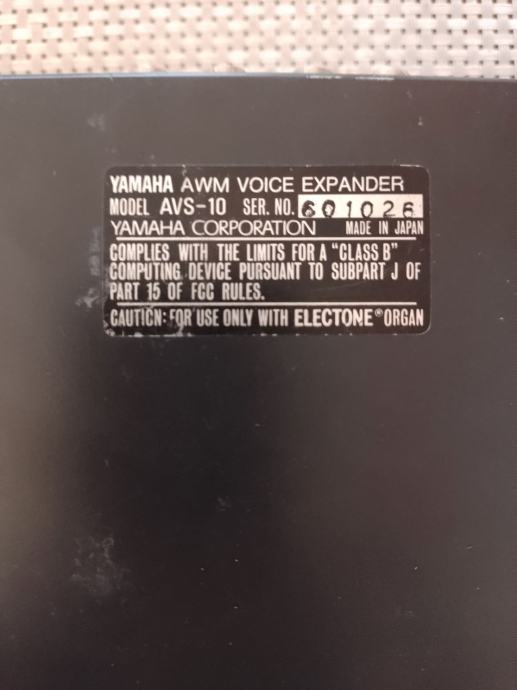 YAMAHA AWM VOICE EXPANDER
MODEL AVS-10 SER. NO. 601026
YAMAHA CORPORATION MADE IN JAPAN
COMPLIES WITH THE LIMITS FOR A "CLASS B"
COMPUTING DEVICE PURSUANT TO SUBPART J OF
PART 15 OF FCC RULES.
CAUTION: FOR USE ONLY WITH ELECTONE® ORGAN